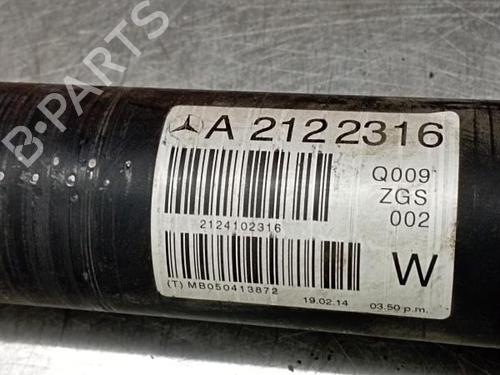 B-PARTS
A 2122316
Q009
ZGS
002
2124102316
W
(T) MB050413872
19.02.14
03.50 p.m.